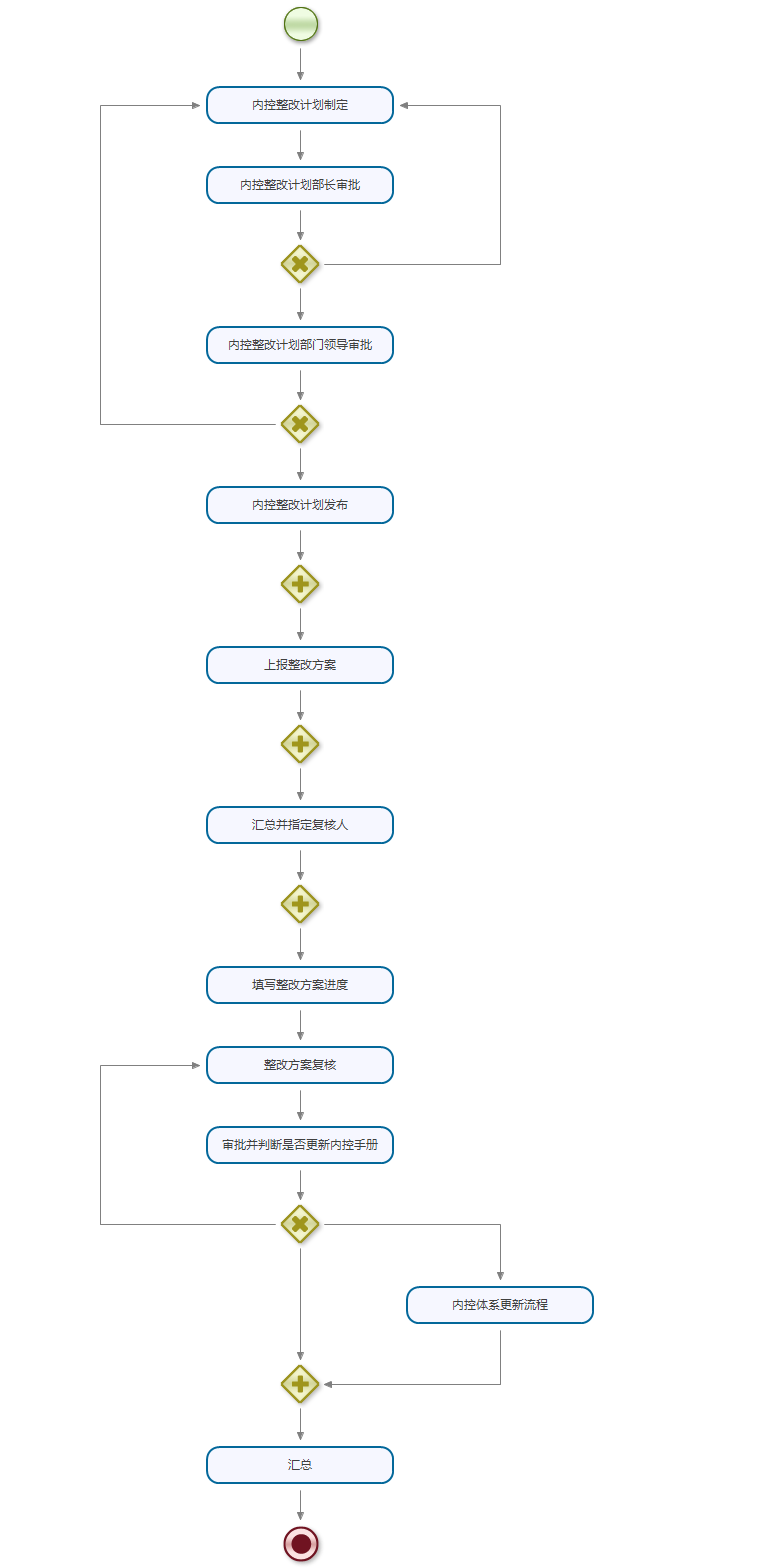 内控整改计划制定
内控整改计划部长审批
内控整改计划部门领导审批
内控整改计划发布
上报整改方案
汇总并指定复核人
填写整改方案进度
整改方案复核
审批并判断是否更新内控手册
内控体系更新流程
汇总